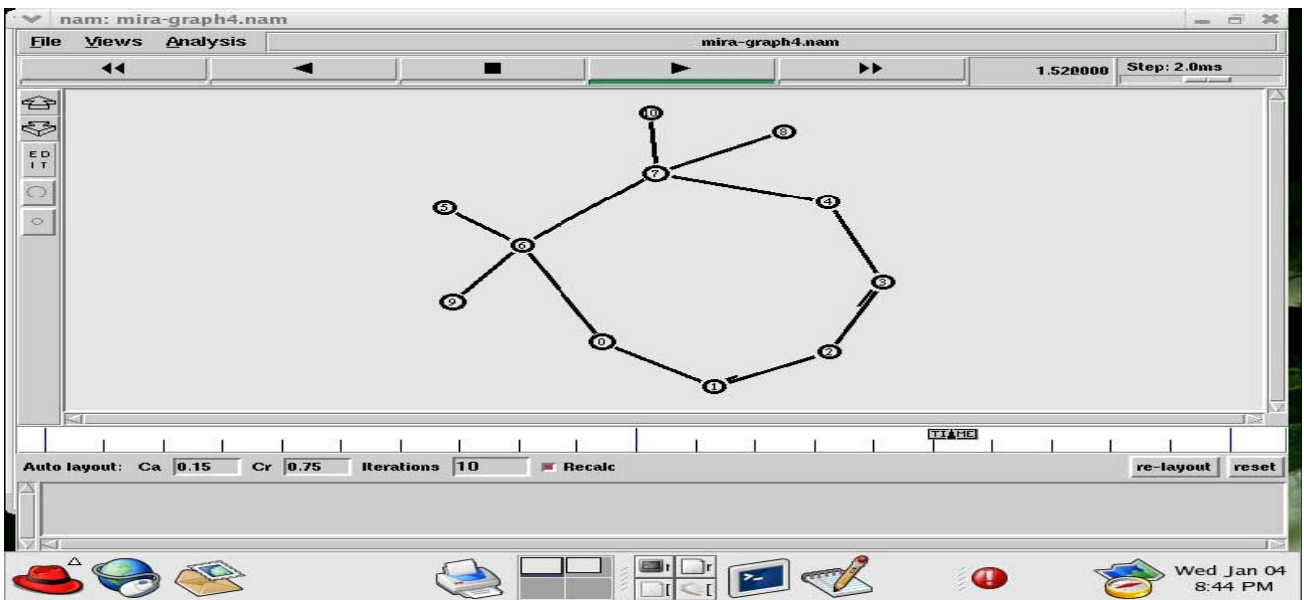 nam: mira-graph4.nam
File Views Analysis mira-graph4.nam
1.520000 Step: 2.0ms
E D
I T
10
8
7
4
5
6
3
9
0
2
1
TIME
Auto layout: Ca 0.15 Cr 0.75 Iterations 10 Recalc re-layout reset
Wed Jan 04
8:44 PM